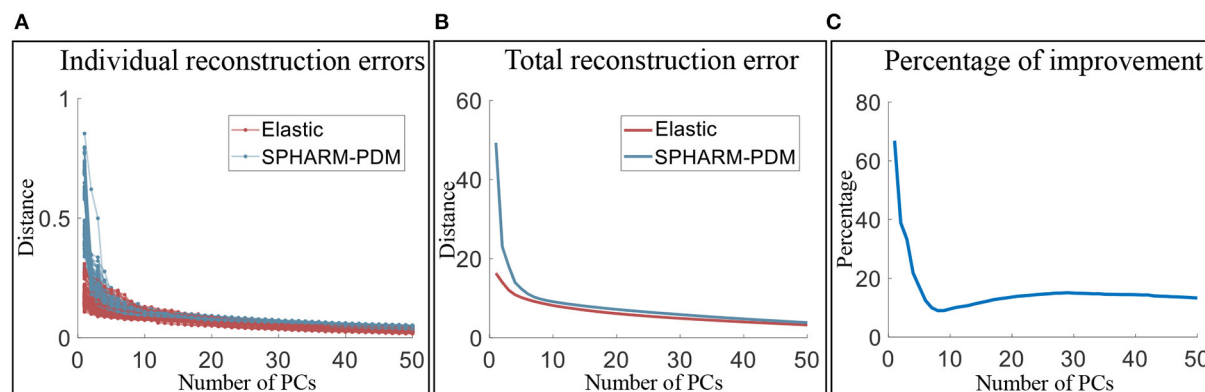 A
Individual reconstruction errors
1
0.5
0
Distance
Elastic
SPHARM-PDM
0 10 20 30 40 50
Number of PCs
B
Total reconstruction error
60
40
20
0
Distance
Elastic
SPHARM-PDM
0 10 20 30 40 50
Number of PCs
C
Percentage of improvement
80
60
40
20
0
Percentage
0 10 20 30 40 50
Number of PCs